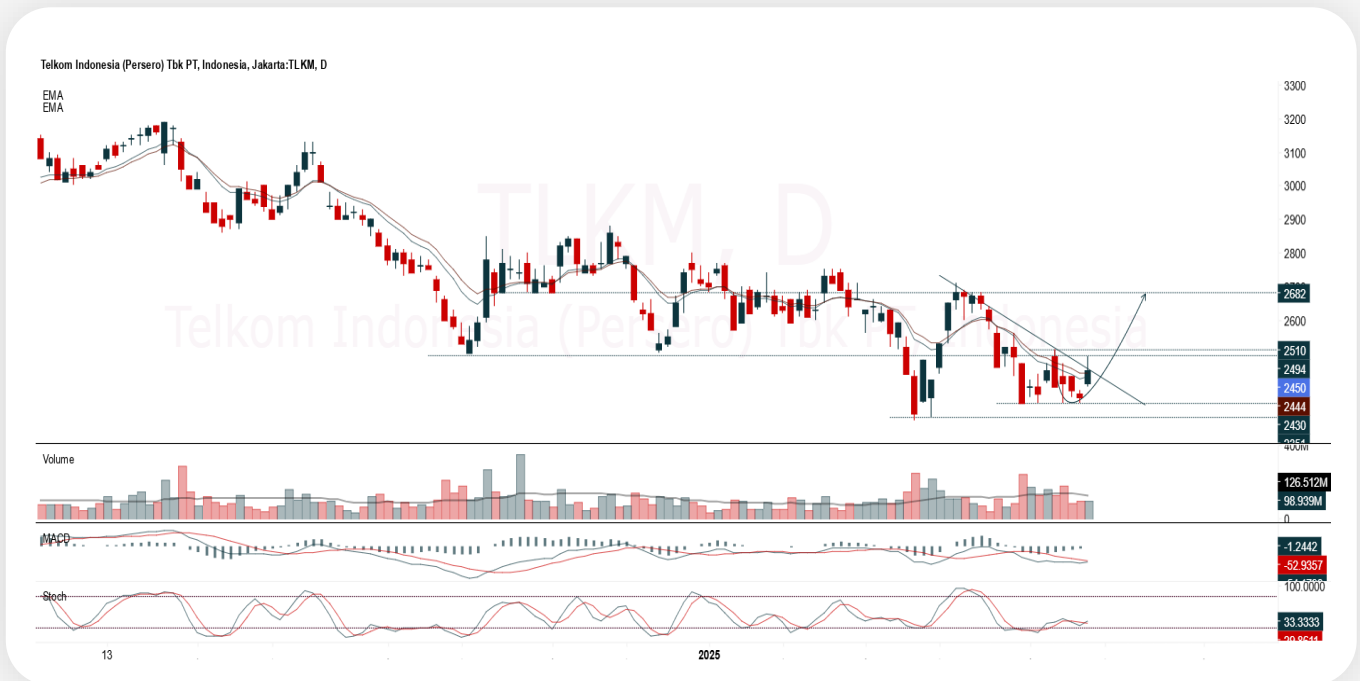 Telkom Indonesia (Persero) Tbk PT, Indonesia, Jakarta:TLKM, D
EMA
EMA
TLKM, D
Telkom Indonesia (Persero) Tbk PT, Indonesia
3300
3200
3100
3000
2900
2800
2682
2600
2510
2494
2450
2444
2430
Volume
400M
126.512M
98.939M
0
MACD
-1.2442
-52.9357
Stoch
100.0000
33.3333
13
2025